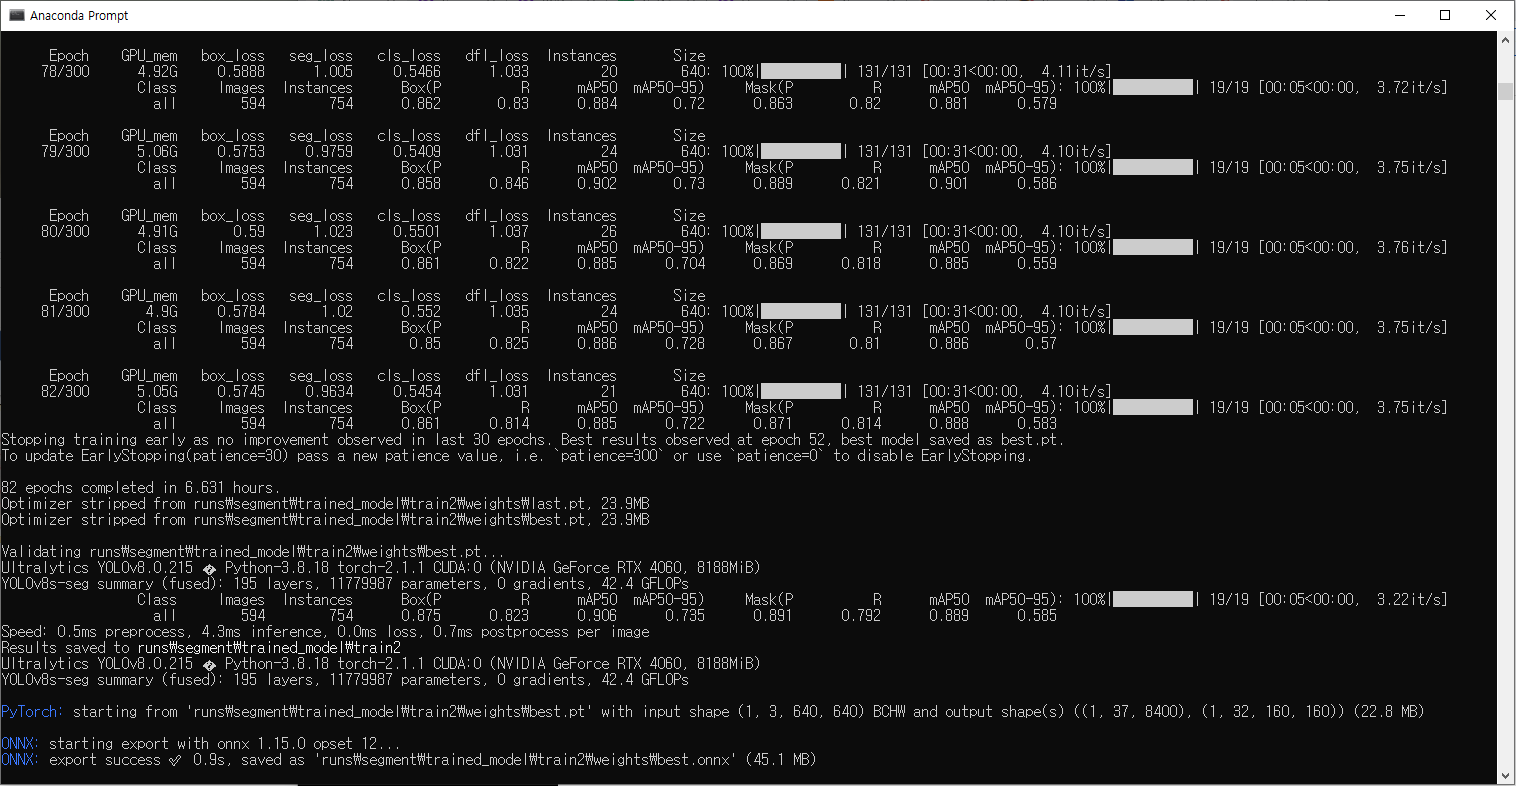 Anaconda Prompt
Epoch GPU_mem box_loss seg_loss cls_loss dfl_loss Instances Size
78/300 4.92G 0.5888 1.005 0.5466 1.033 20 640: 100%|██████████| 131/131 [00:31<00:00, 4.11it/s]
Class Images Instances Box(P R mAP50 mAP50-95) Mask(P R mAP50 mAP50-95): 100%|██████████| 19/19 [00:05<00:00, 3.72it/s]
all 594 754 0.862 0.83 0.884 0.72 0.863 0.82 0.881 0.579
Epoch GPU_mem box_loss seg_loss cls_loss dfl_loss Instances Size
79/300 5.06G 0.5753 0.9759 0.5409 1.031 24 640: 100%|██████████| 131/131 [00:31<00:00, 4.10it/s]
Class Images Instances Box(P R mAP50 mAP50-95) Mask(P R mAP50 mAP50-95): 100%|██████████| 19/19 [00:05<00:00, 3.75it/s]
all 594 754 0.858 0.846 0.902 0.73 0.889 0.821 0.901 0.586
Epoch GPU_mem box_loss seg_loss cls_loss dfl_loss Instances Size
80/300 4.91G 0.59 1.023 0.5501 1.037 26 640: 100%|██████████| 131/131 [00:31<00:00, 4.10it/s]
Class Images Instances Box(P R mAP50 mAP50-95) Mask(P R mAP50 mAP50-95): 100%|██████████| 19/19 [00:05<00:00, 3.76it/s]
all 594 754 0.861 0.822 0.885 0.704 0.869 0.818 0.885 0.559
Epoch GPU_mem box_loss seg_loss cls_loss dfl_loss Instances Size
81/300 4.9G 0.5784 1.02 0.552 1.035 24 640: 100%|██████████| 131/131 [00:31<00:00, 4.10it/s]
Class Images Instances Box(P R mAP50 mAP50-95) Mask(P R mAP50 mAP50-95): 100%|██████████| 19/19 [00:05<00:00, 3.75it/s]
all 594 754 0.85 0.825 0.886 0.728 0.867 0.81 0.886 0.57
Epoch GPU_mem box_loss seg_loss cls_loss dfl_loss Instances Size
82/300 5.05G 0.5745 0.9634 0.5454 1.031 21 640: 100%|██████████| 131/131 [00:31<00:00, 4.10it/s]
Class Images Instances Box(P R mAP50 mAP50-95) Mask(P R mAP50 mAP50-95): 100%|██████████| 19/19 [00:05<00:00, 3.75it/s]
all 594 754 0.861 0.814 0.885 0.722 0.871 0.814 0.888 0.583
Stopping training early as no improvement observed in last 30 epochs. Best results observed at epoch 52, best model saved as best.pt.
To update EarlyStopping(patience=30) pass a new patience value, i.e. `patience=300` or use `patience=0` to disable EarlyStopping.
82 epochs completed in 6.631 hours.
Optimizer stripped from runs₩segment₩trained_model₩train2₩weights₩last.pt, 23.9MB
Optimizer stripped from runs₩segment₩trained_model₩train2₩weights₩best.pt, 23.9MB
Validating runs₩segment₩trained_model₩train2₩weights₩best.pt...
Ultralytics YOLOv8.0.215 � Python-3.8.18 torch-2.1.1 CUDA:0 (NVIDIA GeForce RTX 4060, 8188MiB)
YOLOv8s-seg summary (fused): 195 layers, 11779987 parameters, 0 gradients, 42.4 GFLOPs
Class Images Instances Box(P R mAP50 mAP50-95) Mask(P R mAP50 mAP50-95): 100%|██████████| 19/19 [00:05<00:00, 3.22it/s]
all 594 754 0.875 0.823 0.906 0.735 0.891 0.792 0.889 0.585
Speed: 0.5ms preprocess, 4.3ms inference, 0.0ms loss, 0.7ms postprocess per image
Results saved to runs₩segment₩trained_model₩train2
Ultralytics YOLOv8.0.215 � Python-3.8.18 torch-2.1.1 CUDA:0 (NVIDIA GeForce RTX 4060, 8188MiB)
YOLOv8s-seg summary (fused): 195 layers, 11779987 parameters, 0 gradients, 42.4 GFLOPs
PyTorch: starting from 'runs₩segment₩trained_model₩train2₩weights₩best.pt' with input shape (1, 3, 640, 640) BCHW and output shape(s) ((1, 37, 8400), (1, 32, 160, 160)) (22.8 MB)
ONNX: starting export with onnx 1.15.0 opset 12...
ONNX: export success ✅ 0.9s, saved as 'runs₩segment₩trained_model₩train2₩weights₩best.onnx' (45.1 MB)